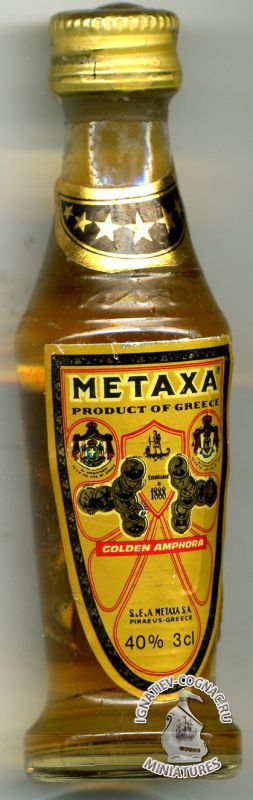 METAXA®
PRODUCT OF GREECE
Established
in
1888
GOLDEN AMPHORA
S.& E. & A. METAXA S.A.
PIRAEUS-GREECE
40% 3cl
IGNATIEV-COGNAC.RU
MINIATURES